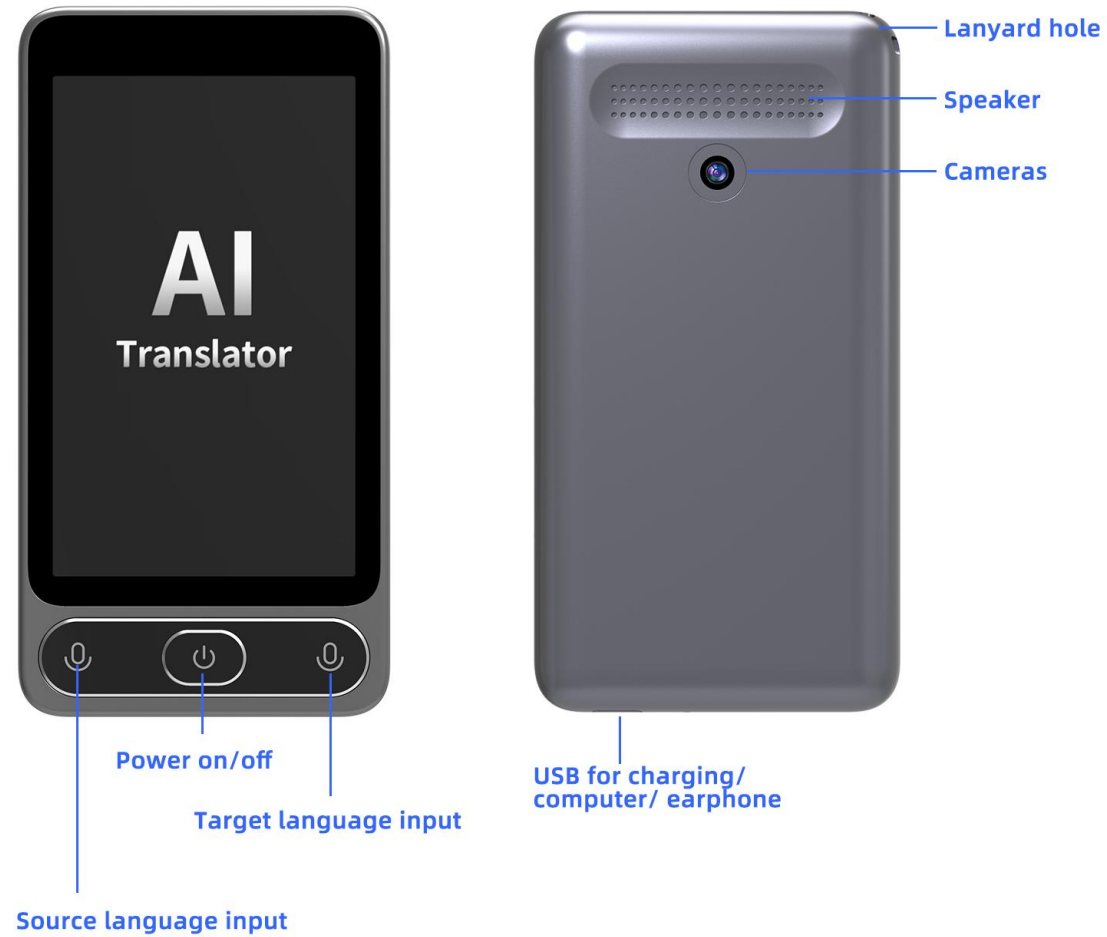 AI
Translator
Power on/off
Target language input
Source language input
Lanyard hole
Speaker
Cameras
USB for charging/
computer/ earphone